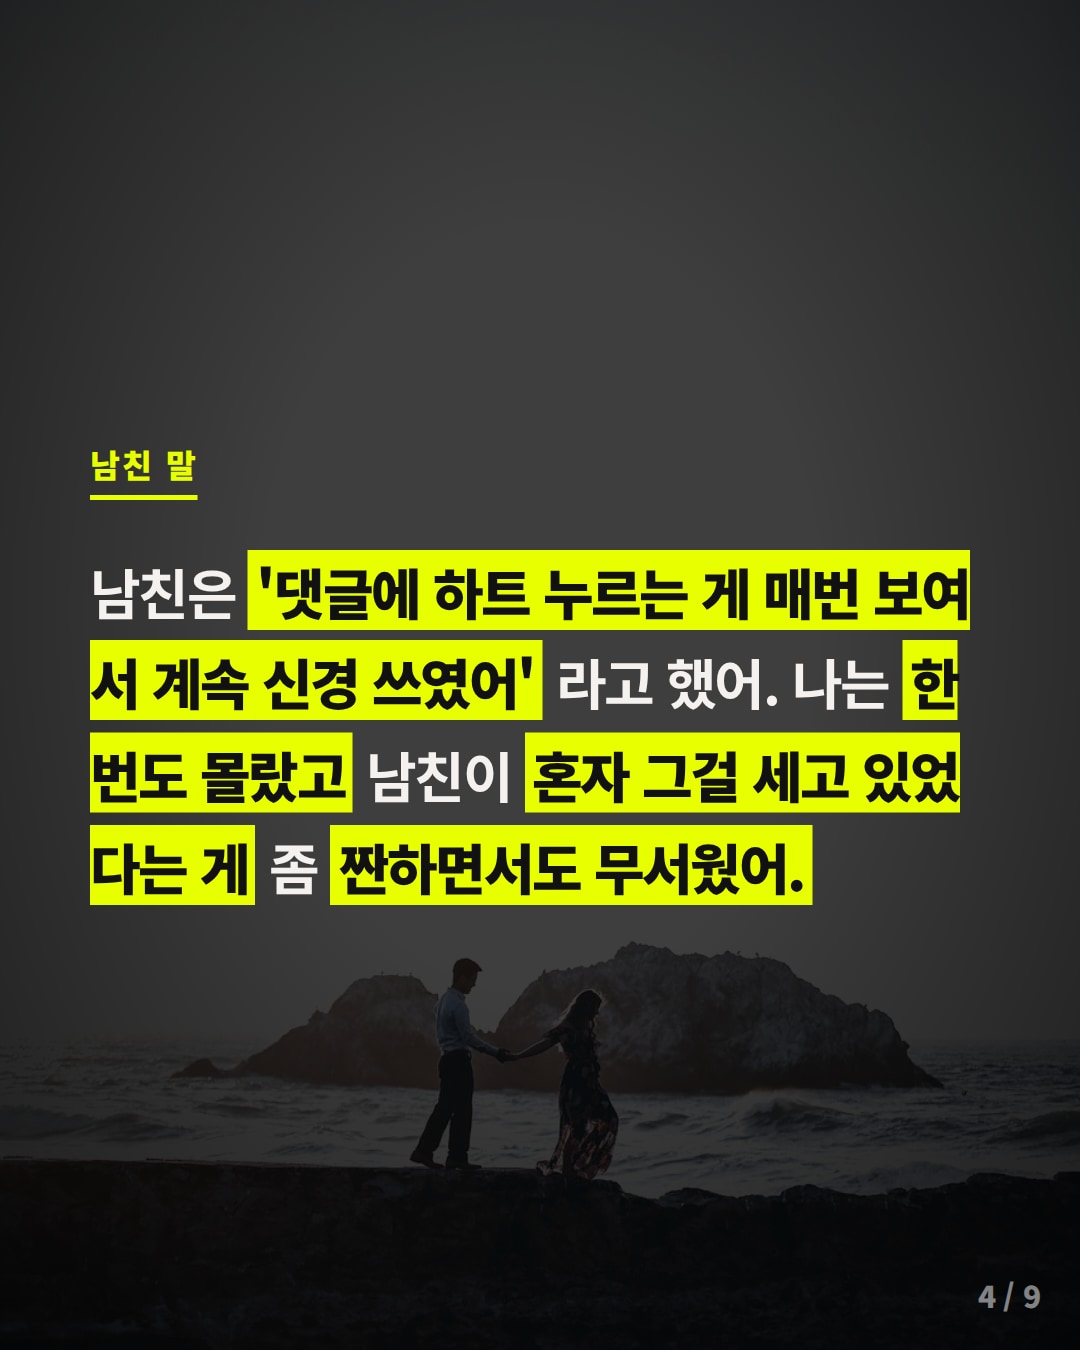 남친 말
남친은 '댓글에 하트 누르는 게 매번 보여
서 계속 신경 쓰였어' 라고 했어. 나는 한
번도 몰랐고 남친이 혼자 그걸 세고 있었
다는 게 좀 짠하면서도 무서웠어.
4 / 9